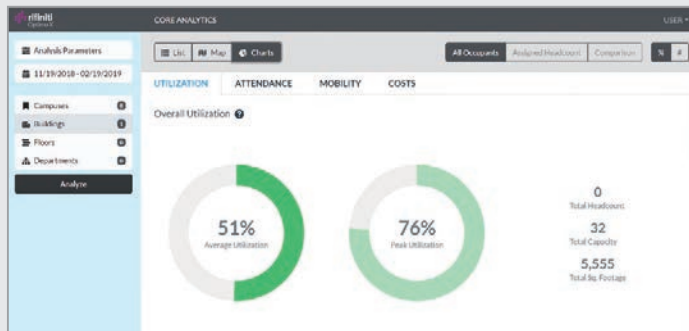 rifiniti
Optimo X
CORE ANALYTICS
USER
Analysis Parameters
11/19/2018 - 02/19/2019
Campuses
Buildings
Floors
Departments
Analyze
List Map Charts
All Occupants Assigned Headcount Comparison % #
UTILIZATION ATTENDANCE MOBILITY COSTS
Overall Utilization ?
51%
Average Utilization
76%
Peak Utilization
0
Total Headcount
32
Total Capacity
5,555
Total Sq. Footage